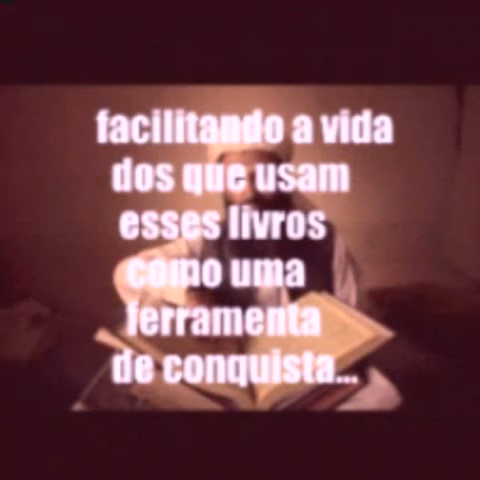 facilitando a vida
dos que usam
esses livros
como uma
ferramenta
de conquista...